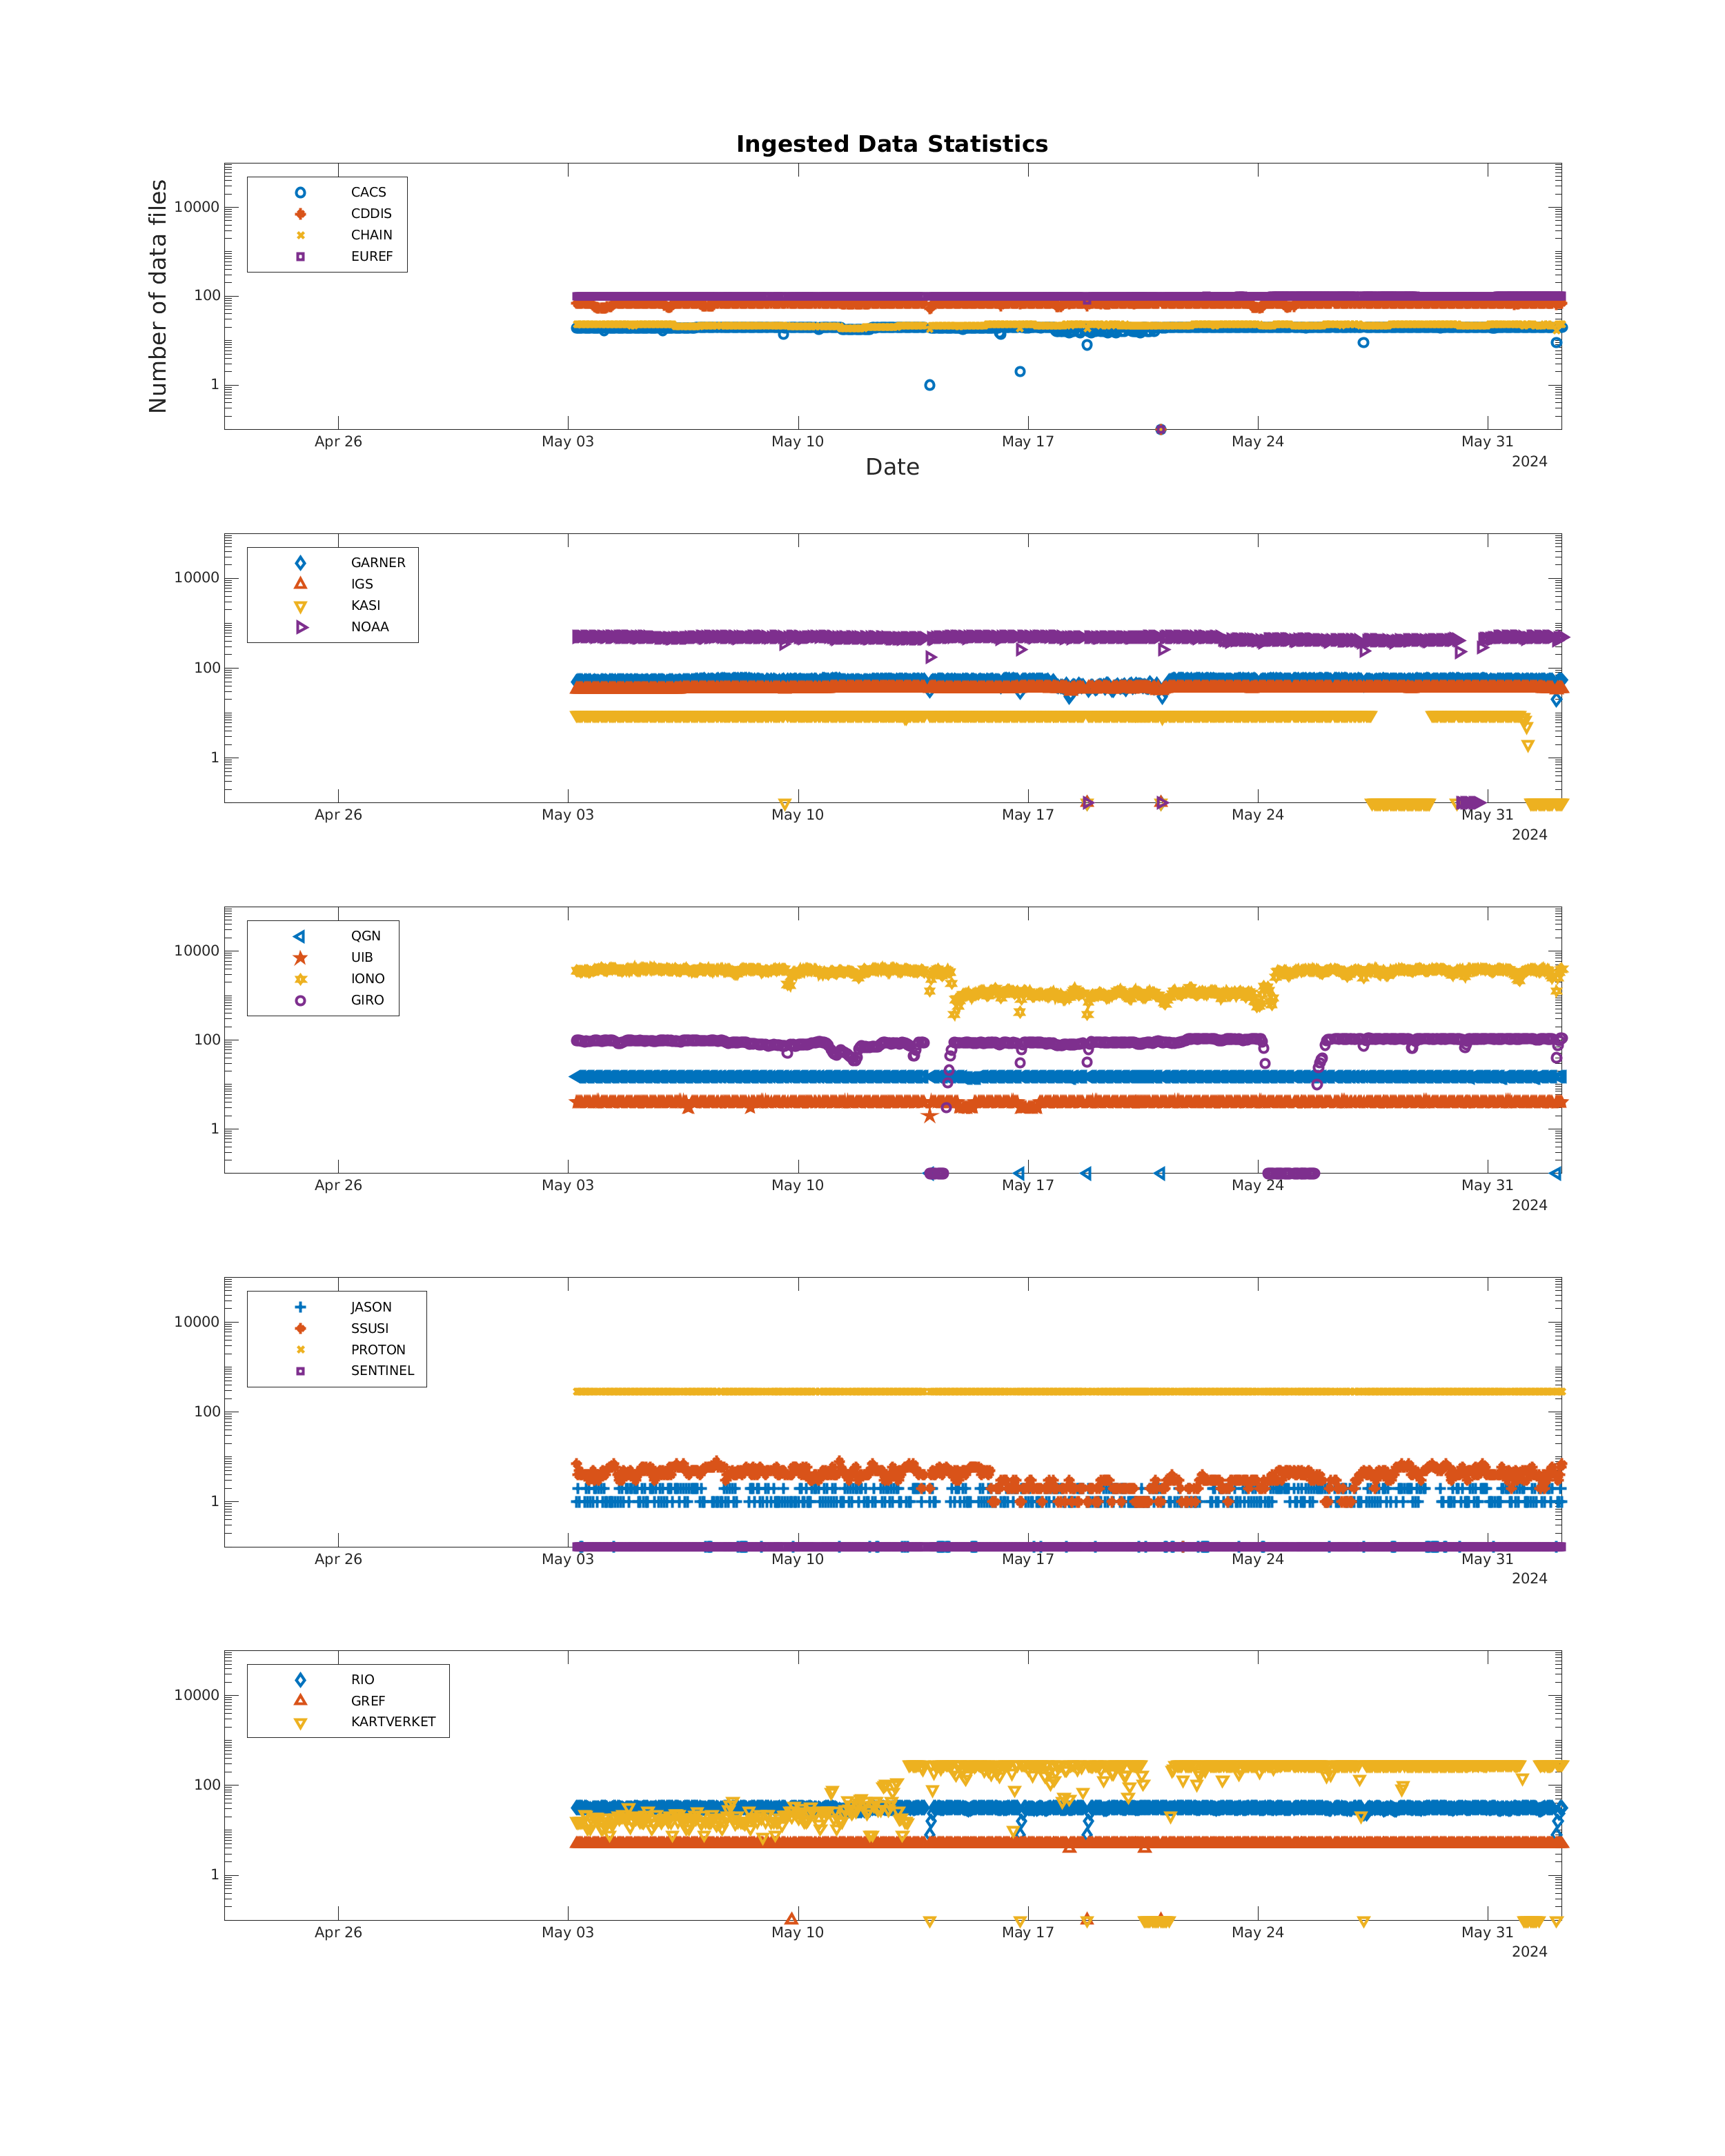 Ingested Data Statistics
Number of data files
10000
100
1
CACS
CDDIS
CHAIN
EUREF
Apr 26 May 03 May 10 May 17 May 24 May 31
2024
Date
10000
100
1
GARNER
IGS
KASI
NOAA
Apr 26 May 03 May 10 May 17 May 24 May 31
2024
10000
100
1
QGN
UIB
IONO
GIRO
Apr 26 May 03 May 10 May 17 May 24 May 31
2024
10000
100
1
JASON
SSUSI
PROTON
SENTINEL
Apr 26 May 03 May 10 May 17 May 24 May 31
2024
10000
100
1
RIO
GREF
KARTVERKET
Apr 26 May 03 May 10 May 17 May 24 May 31
2024